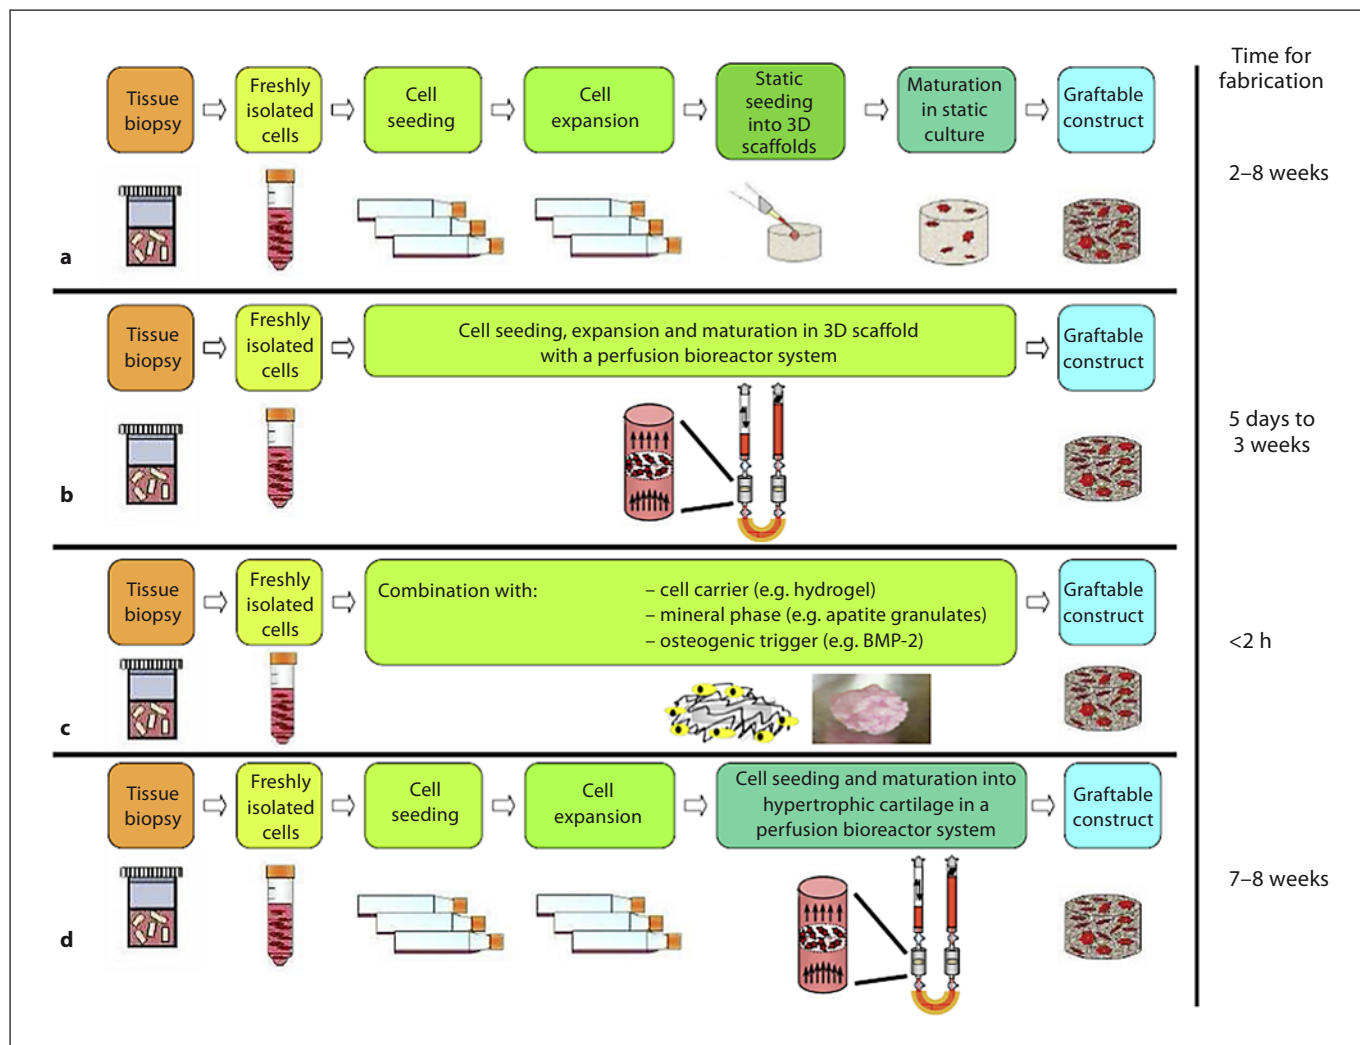 Time for
fabrication
Tissue
biopsy
Freshly
isolated
cells
Cell
seeding
Cell
expansion
Static
seeding
into 3D
scaffolds
Maturation
in static
culture
Graftable
construct
2–8 weeks
a
Tissue
biopsy
Freshly
isolated
cells
Cell seeding, expansion and maturation in 3D scaffold
with a perfusion bioreactor system
Graftable
construct
5 days to
3 weeks
b
Tissue
biopsy
Freshly
isolated
cells
Combination with:
– cell carrier (e.g. hydrogel)
– mineral phase (e.g. apatite granulates)
– osteogenic trigger (e.g. BMP-2)
Graftable
construct
<2 h
c
Tissue
biopsy
Freshly
isolated
cells
Cell
seeding
Cell
expansion
Cell seeding and maturation into
hypertrophic cartilage in a
perfusion bioreactor system
Graftable
construct
7–8 weeks
d